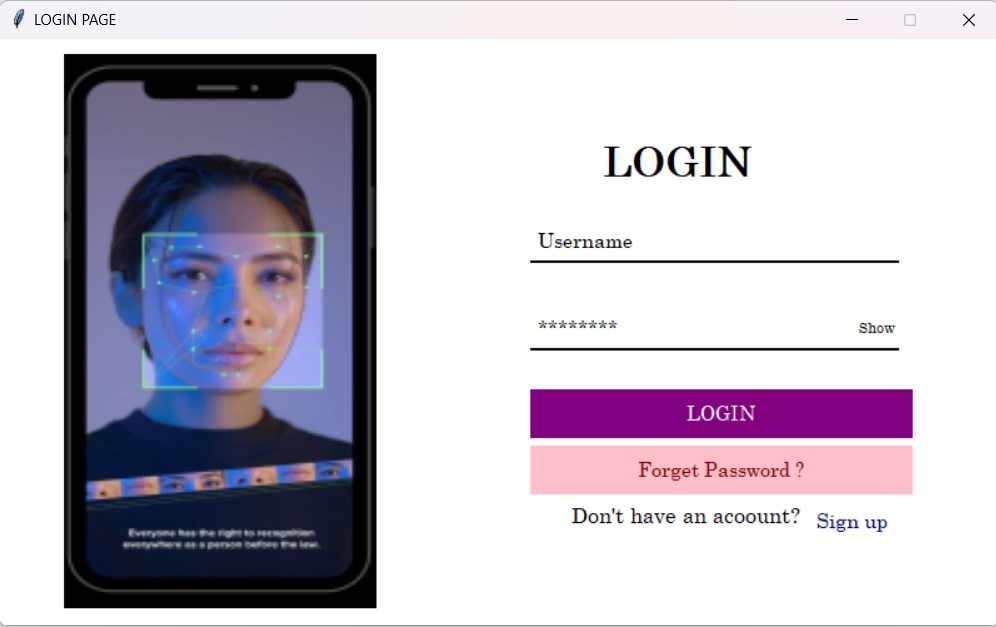 LOGIN PAGE
Everyone has the right to recognition
everywhere as a person before the law.
LOGIN
Username
********
Show
LOGIN
Forget Password ?
Don't have an acoount?
Sign up